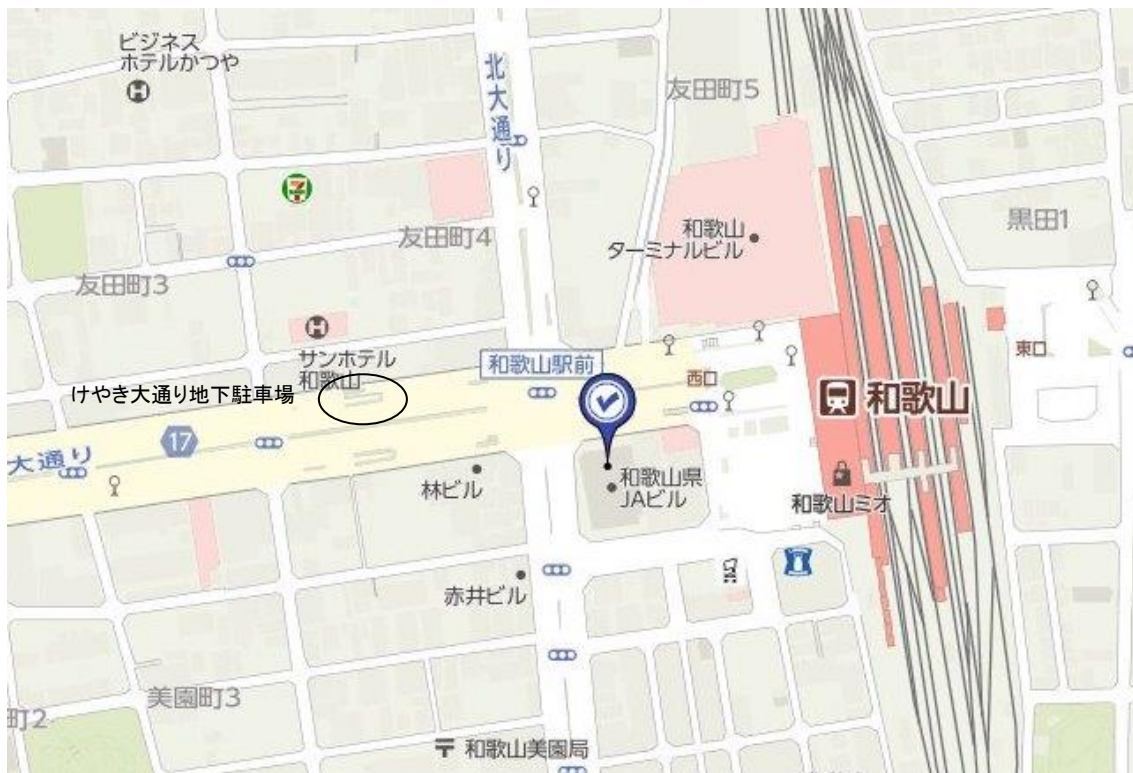 ビジネス
ホテルかつや
北大通り
友田町5
和歌山
ターミナルビル
黒田1
友田町4
友田町3
サンホテル
和歌山
和歌山駅前
西口
東口
けやき大通り地下駐車場
和歌山
17
大通り
林ビル
和歌山県
JAビル
和歌山ミオ
赤井ビル
美園町3
町2
〒 和歌山美園局